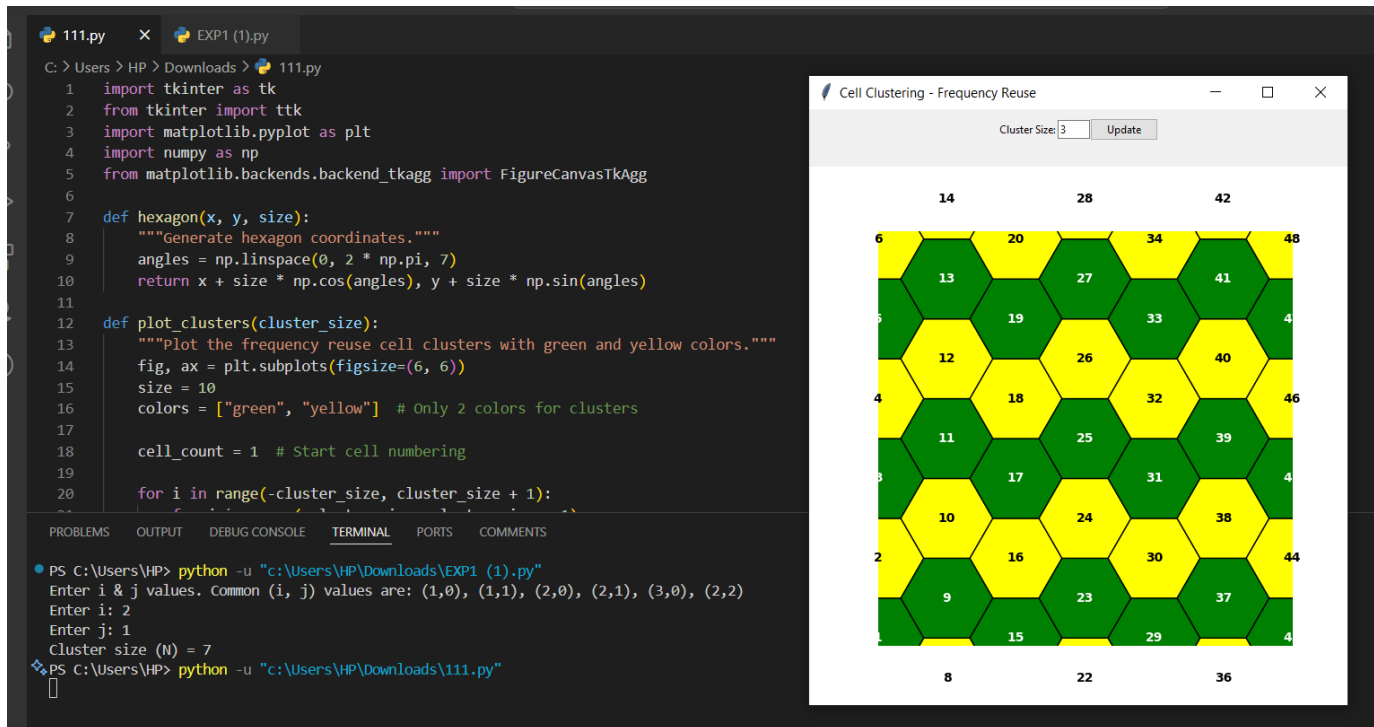 111.py × EXP1 (1).py
C: > Users > HP > Downloads > 111.py
1 import tkinter as tk
2 from tkinter import ttk
3 import matplotlib.pyplot as plt
4 import numpy as np
5 from matplotlib.backends.backend_tkagg import FigureCanvasTkAgg
6
7 def hexagon(x, y, size):
8 """Generate hexagon coordinates."""
9 angles = np.linspace(0, 2 * np.pi, 7)
10 return x + size * np.cos(angles), y + size * np.sin(angles)
11
12 def plot_clusters(cluster_size):
13 """Plot the frequency reuse cell clusters with green and yellow colors."""
14 fig, ax = plt.subplots(figsize=(6, 6))
15 size = 10
16 colors = ["green", "yellow"] # Only 2 colors for clusters
17
18 cell_count = 1 # Start cell numbering
19
20 for i in range(-cluster_size, cluster_size + 1):
PROBLEMS OUTPUT DEBUG CONSOLE TERMINAL PORTS COMMENTS
PS C:\Users\HP> python -u "c:\Users\HP\Downloads\EXP1 (1).py"
Enter i & j values. Common (i, j) values are: (1,0), (1,1), (2,0), (2,1), (3,0), (2,2)
Enter i: 2
Enter j: 1
Cluster size (N) = 7
PS C:\Users\HP> python -u "c:\Users\HP\Downloads\111.py"
Cell Clustering - Frequency Reuse
Cluster Size: 3 Update
14 28 42
6 20 34 48
13 27 41
19 33
12 26 40
4 18 32 46
11 25 39
17 31
10 24 38
2 16 30 44
9 23 37
15 29
8 22 36